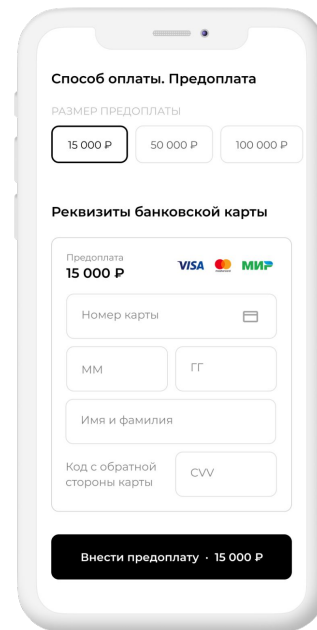 Способ оплаты. Предоплата
РАЗМЕР ПРЕДОПЛАТЫ
15 000 ₽ 50 000 ₽ 100 000 ₽
Реквизиты банковской карты
Предоплата
15 000 ₽ VISA МИР
Номер карты
ММ ГГ
Имя и фамилия
Код с обратной
стороны карты CVV
Внести предоплату · 15 000 ₽